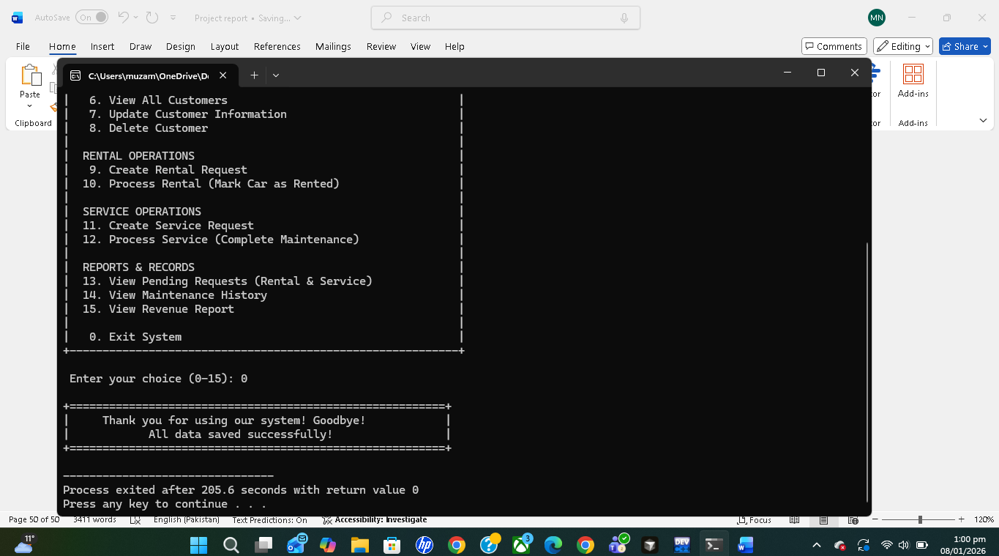 AutoSave On Project report • Saving... Search MN
File Home Insert Draw Design Layout References Mailings Review View Help Comments Editing Share
C:\Users\muzam\OneDrive\De
Paste
Clipboard
or Add-ins
or Add-ins
6. View All Customers
7. Update Customer Information
8. Delete Customer
RENTAL OPERATIONS
9. Create Rental Request
10. Process Rental (Mark Car as Rented)
SERVICE OPERATIONS
11. Create Service Request
12. Process Service (Complete Maintenance)
REPORTS & RECORDS
13. View Pending Requests (Rental & Service)
14. View Maintenance History
15. View Revenue Report
0. Exit System
Enter your choice (0-15): 0
Thank you for using our system! Goodbye!
All data saved successfully!
Process exited after 205.6 seconds with return value 0
Press any key to continue . . .
Page 50 of 50 3411 words English (Pakistan) Text Predictions: On Accessibility: Investigate Focus 120%
11° 3 DEV 1:00 pm
08/01/2026